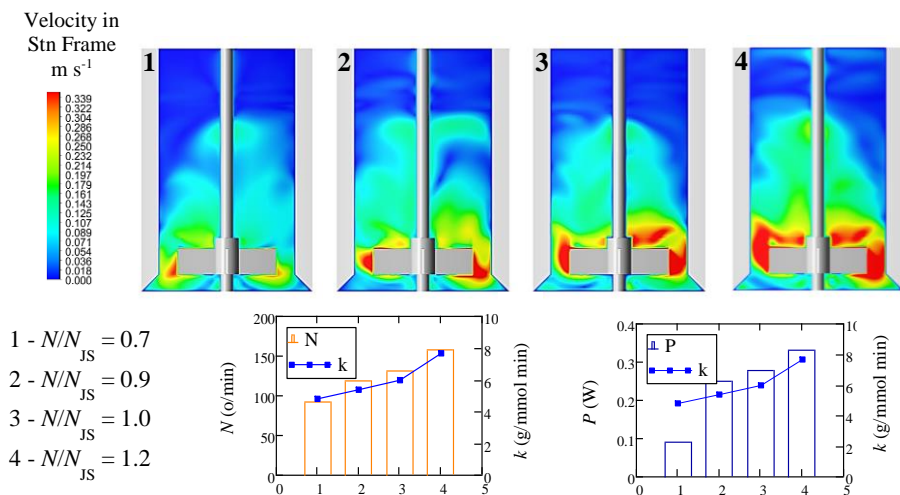 Velocity in
Stn Frame
m s⁻¹
0.339
0.322
0.304
0.286
0.268
0.250
0.232
0.214
0.197
0.179
0.161
0.143
0.125
0.107
0.089
0.071
0.054
0.036
0.018
0.000
1
2
3
4
1 - N/N_JS = 0.7
2 - N/N_JS = 0.9
3 - N/N_JS = 1.0
4 - N/N_JS = 1.2
200
150
100
50
0
N (o/min)
N
k
10
8
6
4
2
0
k (g/mmol min)
0 1 2 3 4 5
0.4
0.3
0.2
0.1
0
P (W)
P
k
10
8
6
4
2
0
k (g/mmol min)
0 1 2 3 4 5